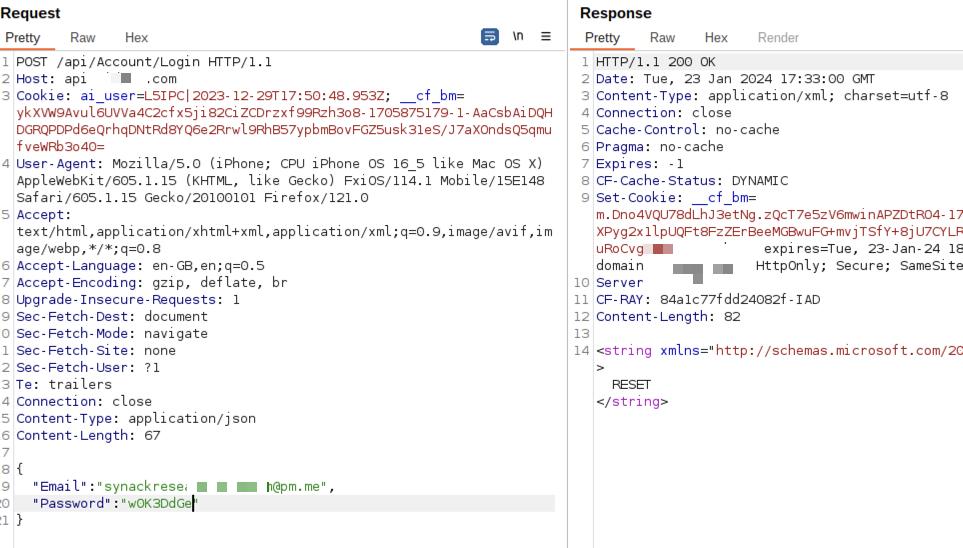 Request
Pretty Raw Hex \n
1 POST /api/Account/Login HTTP/1.1
2 Host: api .com
3 Cookie: ai_user=L5IPC|2023-12-29T17:50:48.953Z; __cf_bm=
ykXVW9Avul6UVVa4C2cfx5ji82CiZCDrzxf99Rzh3o8-1705875179-1-AaCsbAiDQH
DGRQPDPd6eQrhqDNtRd8YQ6e2Rrwl9RhB57ypbmBovFGZ5usk31eS/J7aXOndsQ5qmu
fveWRb3o40=
4 User-Agent: Mozilla/5.0 (iPhone; CPU iPhone OS 16_5 like Mac OS X)
AppleWebKit/605.1.15 (KHTML, like Gecko) FxiOS/114.1 Mobile/15E148
Safari/605.1.15 Gecko/20100101 Firefox/121.0
5 Accept:
text/html,application/xhtml+xml,application/xml;q=0.9,image/avif,im
age/webp,*/*;q=0.8
6 Accept-Language: en-GB,en;q=0.5
7 Accept-Encoding: gzip, deflate, br
8 Upgrade-Insecure-Requests: 1
9 Sec-Fetch-Dest: document
0 Sec-Fetch-Mode: navigate
1 Sec-Fetch-Site: none
2 Sec-Fetch-User: ?1
3 Te: trailers
4 Connection: close
5 Content-Type: application/json
6 Content-Length: 67
7
8 {
9 "Email":"synackresea h@pm.me",
20 "Password":"w0K3DdGe"
21 }
Response
Pretty Raw Hex Render
1 HTTP/1.1 200 OK
2 Date: Tue, 23 Jan 2024 17:33:00 GMT
3 Content-Type: application/xml; charset=utf-8
4 Connection: close
5 Cache-Control: no-cache
6 Pragma: no-cache
7 Expires: -1
8 CF-Cache-Status: DYNAMIC
9 Set-Cookie: __cf_bm=
m.Dno4VQU78dLhJ3etNg.zQcT7e5zV6mwinAPZDtRO4-17
XPyg2x1lpUQFt8FzZErBeeMGBwuFG+mvjTSfY+8jU7CYLR
uRoCvg expires=Tue, 23-Jan-24 18
domain HttpOnly; Secure; SameSite
10 Server
11 CF-RAY: 84a1c77fdd24082f-IAD
12 Content-Length: 82
13
14 <string xmlns="http://schemas.microsoft.com/20
>
RESET
</string>